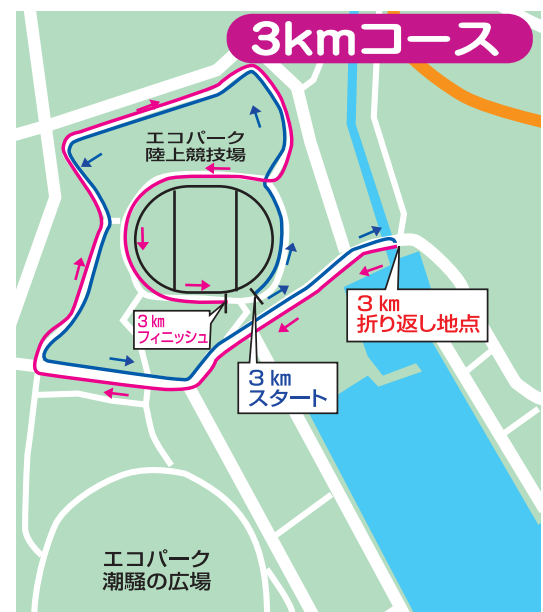 3kmコース
エコパーク
陸上競技場
3㎞
フィニッシュ
3㎞
スタート
3㎞
折り返し地点
エコパーク
潮騒の広場